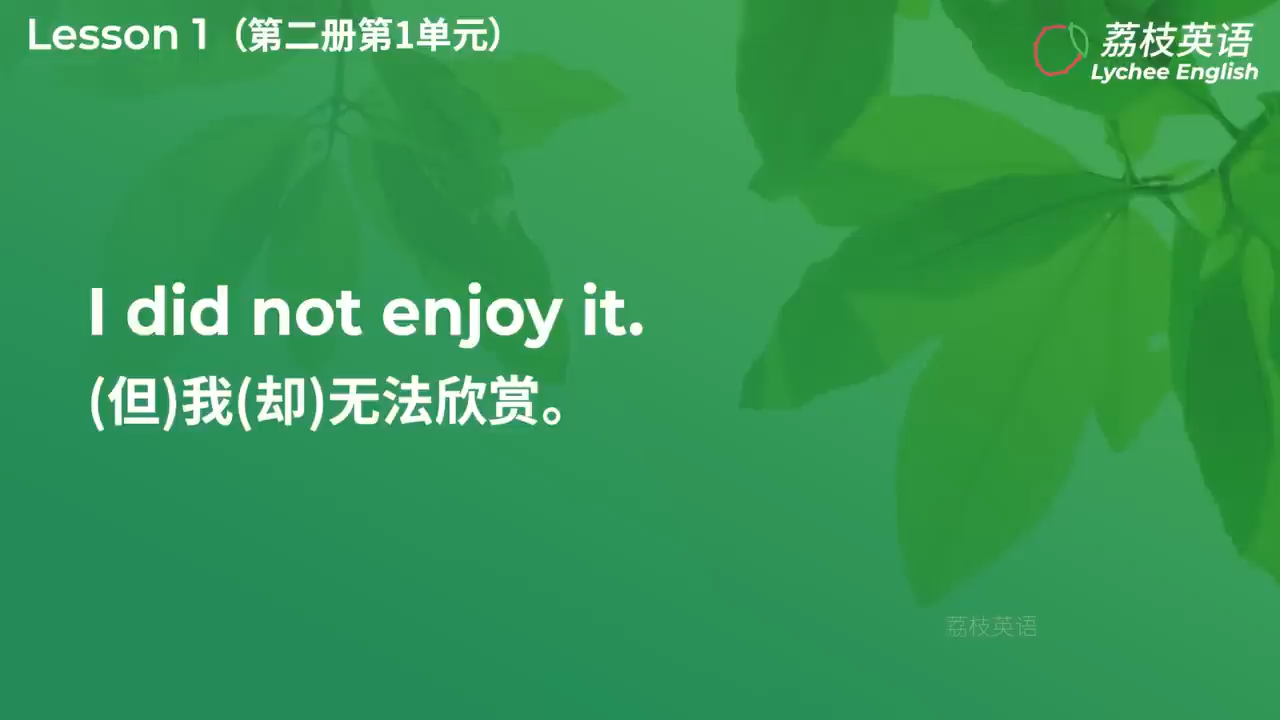 Lesson 1（第二册第1单元）
荔枝英语
Lychee English
I did not enjoy it.
(但)我(却)无法欣赏。
荔枝英语